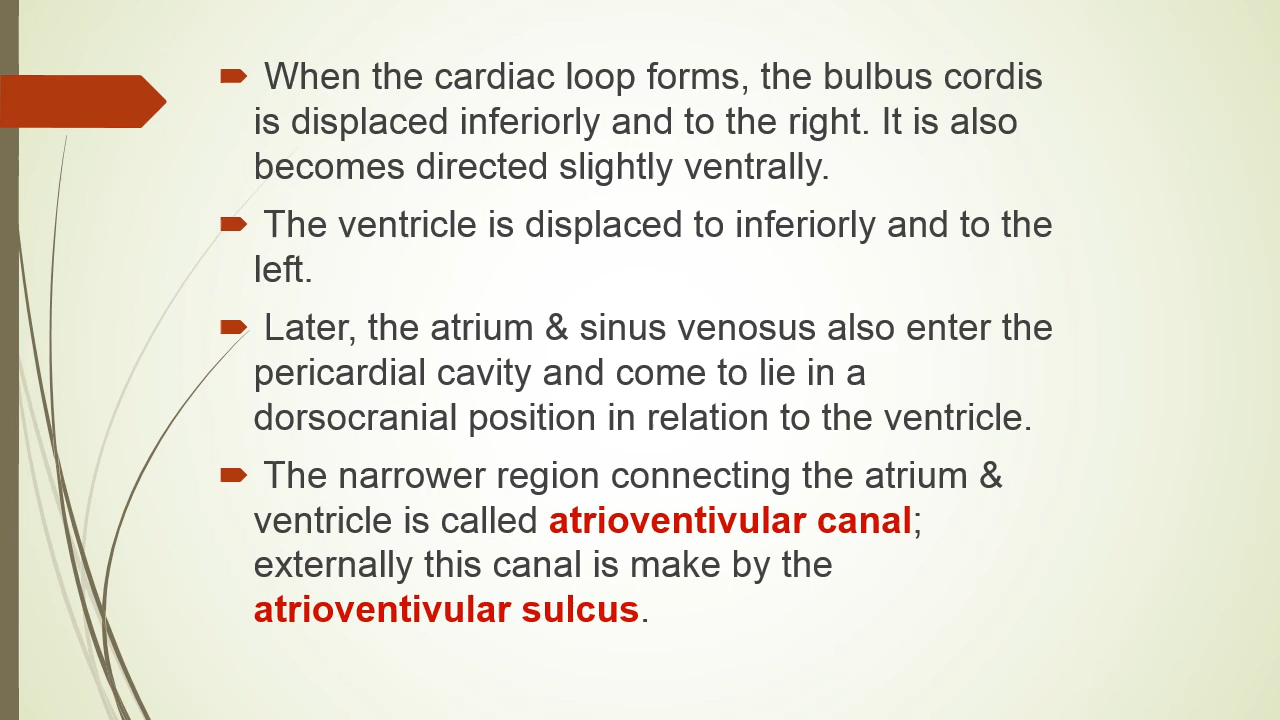 When the cardiac loop forms, the bulbus cordis
is displaced inferiorly and to the right. It is also
becomes directed slightly ventrally.
The ventricle is displaced to inferiorly and to the
left.
Later, the atrium & sinus venosus also enter the
pericardial cavity and come to lie in a
dorsocranial position in relation to the ventricle.
The narrower region connecting the atrium &
ventricle is called atrioventivular canal;
externally this canal is make by the
atrioventivular sulcus.